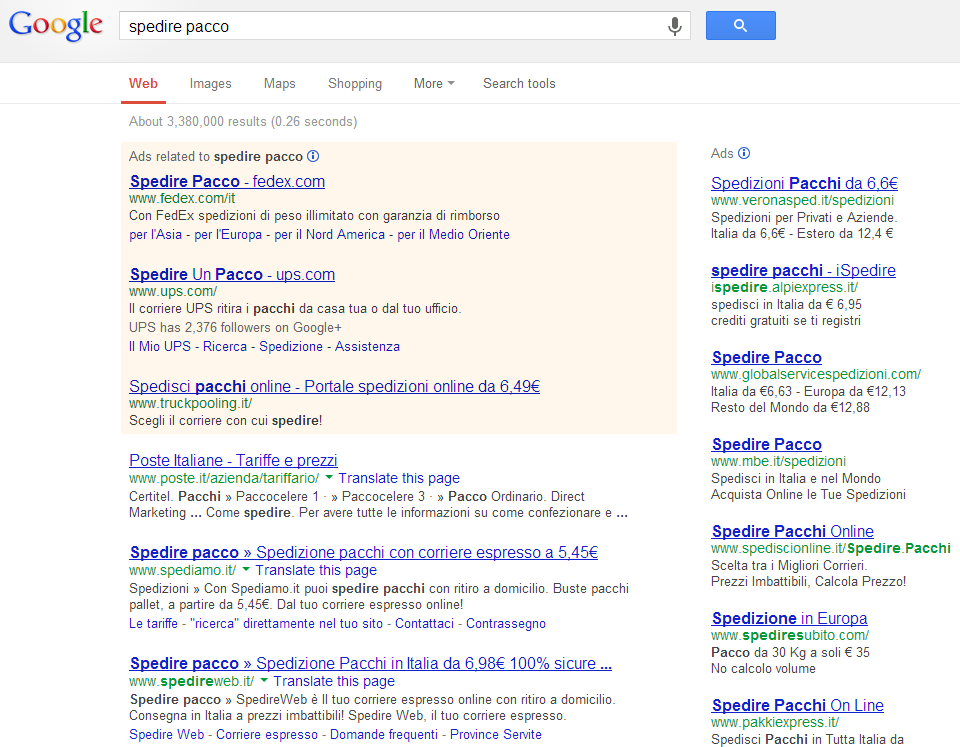 Google
spedire pacco
Web Images Maps Shopping More Search tools
About 3,380,000 results (0.26 seconds)
Ads related to spedire pacco
Spedire Pacco - fedex.com
www.fedex.com/it
Con FedEx spedizioni di peso illimitato con garanzia di rimborso
per l'Asia - per l'Europa - per il Nord America - per il Medio Oriente
Spedire Un Pacco - ups.com
www.ups.com/
Il corriere UPS ritira i pacchi da casa tua o dal tuo ufficio.
UPS has 2,376 followers on Google+
Il Mio UPS - Ricerca - Spedizione - Assistenza
Spedisci pacchi online - Portale spedizioni online da 6,49€
www.truckpooling.it/
Scegli il corriere con cui spedire!
Poste Italiane - Tariffe e prezzi
www.poste.it/azienda/tariffario/ Translate this page
Certitel. Pacchi » Paccocelere 1 · » Paccocelere 3 · » Pacco Ordinario. Direct
Marketing ... Come spedire. Per avere tutte le informazioni su come confezionare e ...
Spedire pacco » Spedizione pacchi con corriere espresso a 5,45€
www.spediamo.it/ Translate this page
Spedizioni » Con Spediamo.it puoi spedire pacchi con ritiro a domicilio. Buste pacchi
pallet, a partire da 5,45€. Dal tuo corriere espresso online!
Le tariffe - "ricerca" direttamente nel tuo sito - Contattaci - Contrassegno
Spedire pacco » Spedizione Pacchi in Italia da 6,98€ 100% sicure ...
www.spedireweb.it/ Translate this page
Spedire pacco » SpedireWeb è Il tuo corriere espresso online con ritiro a domicilio.
Consegna in Italia a prezzi imbattibili! Spedire Web, il tuo corriere espresso.
Spedire Web - Corriere espresso - Domande frequenti - Province Servite
Ads
Spedizioni Pacchi da 6,6€
www.veronasped.it/spedizioni
Spedizioni per Privati e Aziende.
Italia da 6,6€ - Estero da 12,4 €
spedire pacchi - iSpedire
ispedire.alpiexpress.it/
spedisci in Italia da € 6,95
crediti gratuiti se ti registri
Spedire Pacco
www.globalservicespedizioni.com/
Italia da €6,63 - Europa da €12,13
Resto del Mondo da €12,88
Spedire Pacco
www.mbe.it/spedizioni
Spedisci in Italia e nel Mondo
Acquista Online le Tue Spedizioni
Spedire Pacchi Online
www.spediscionline.it/Spedire.Pacchi
Scelta tra i Migliori Corrieri.
Prezzi Imbattibili, Calcola Prezzo!
Spedizione in Europa
www.spediresubito.com/
Pacco da 30 Kg a soli € 35
No calcolo volume
Spedire Pacchi On Line
www.pakkiexpress.it/
Spedisci Pacchi in Tutta Italia da